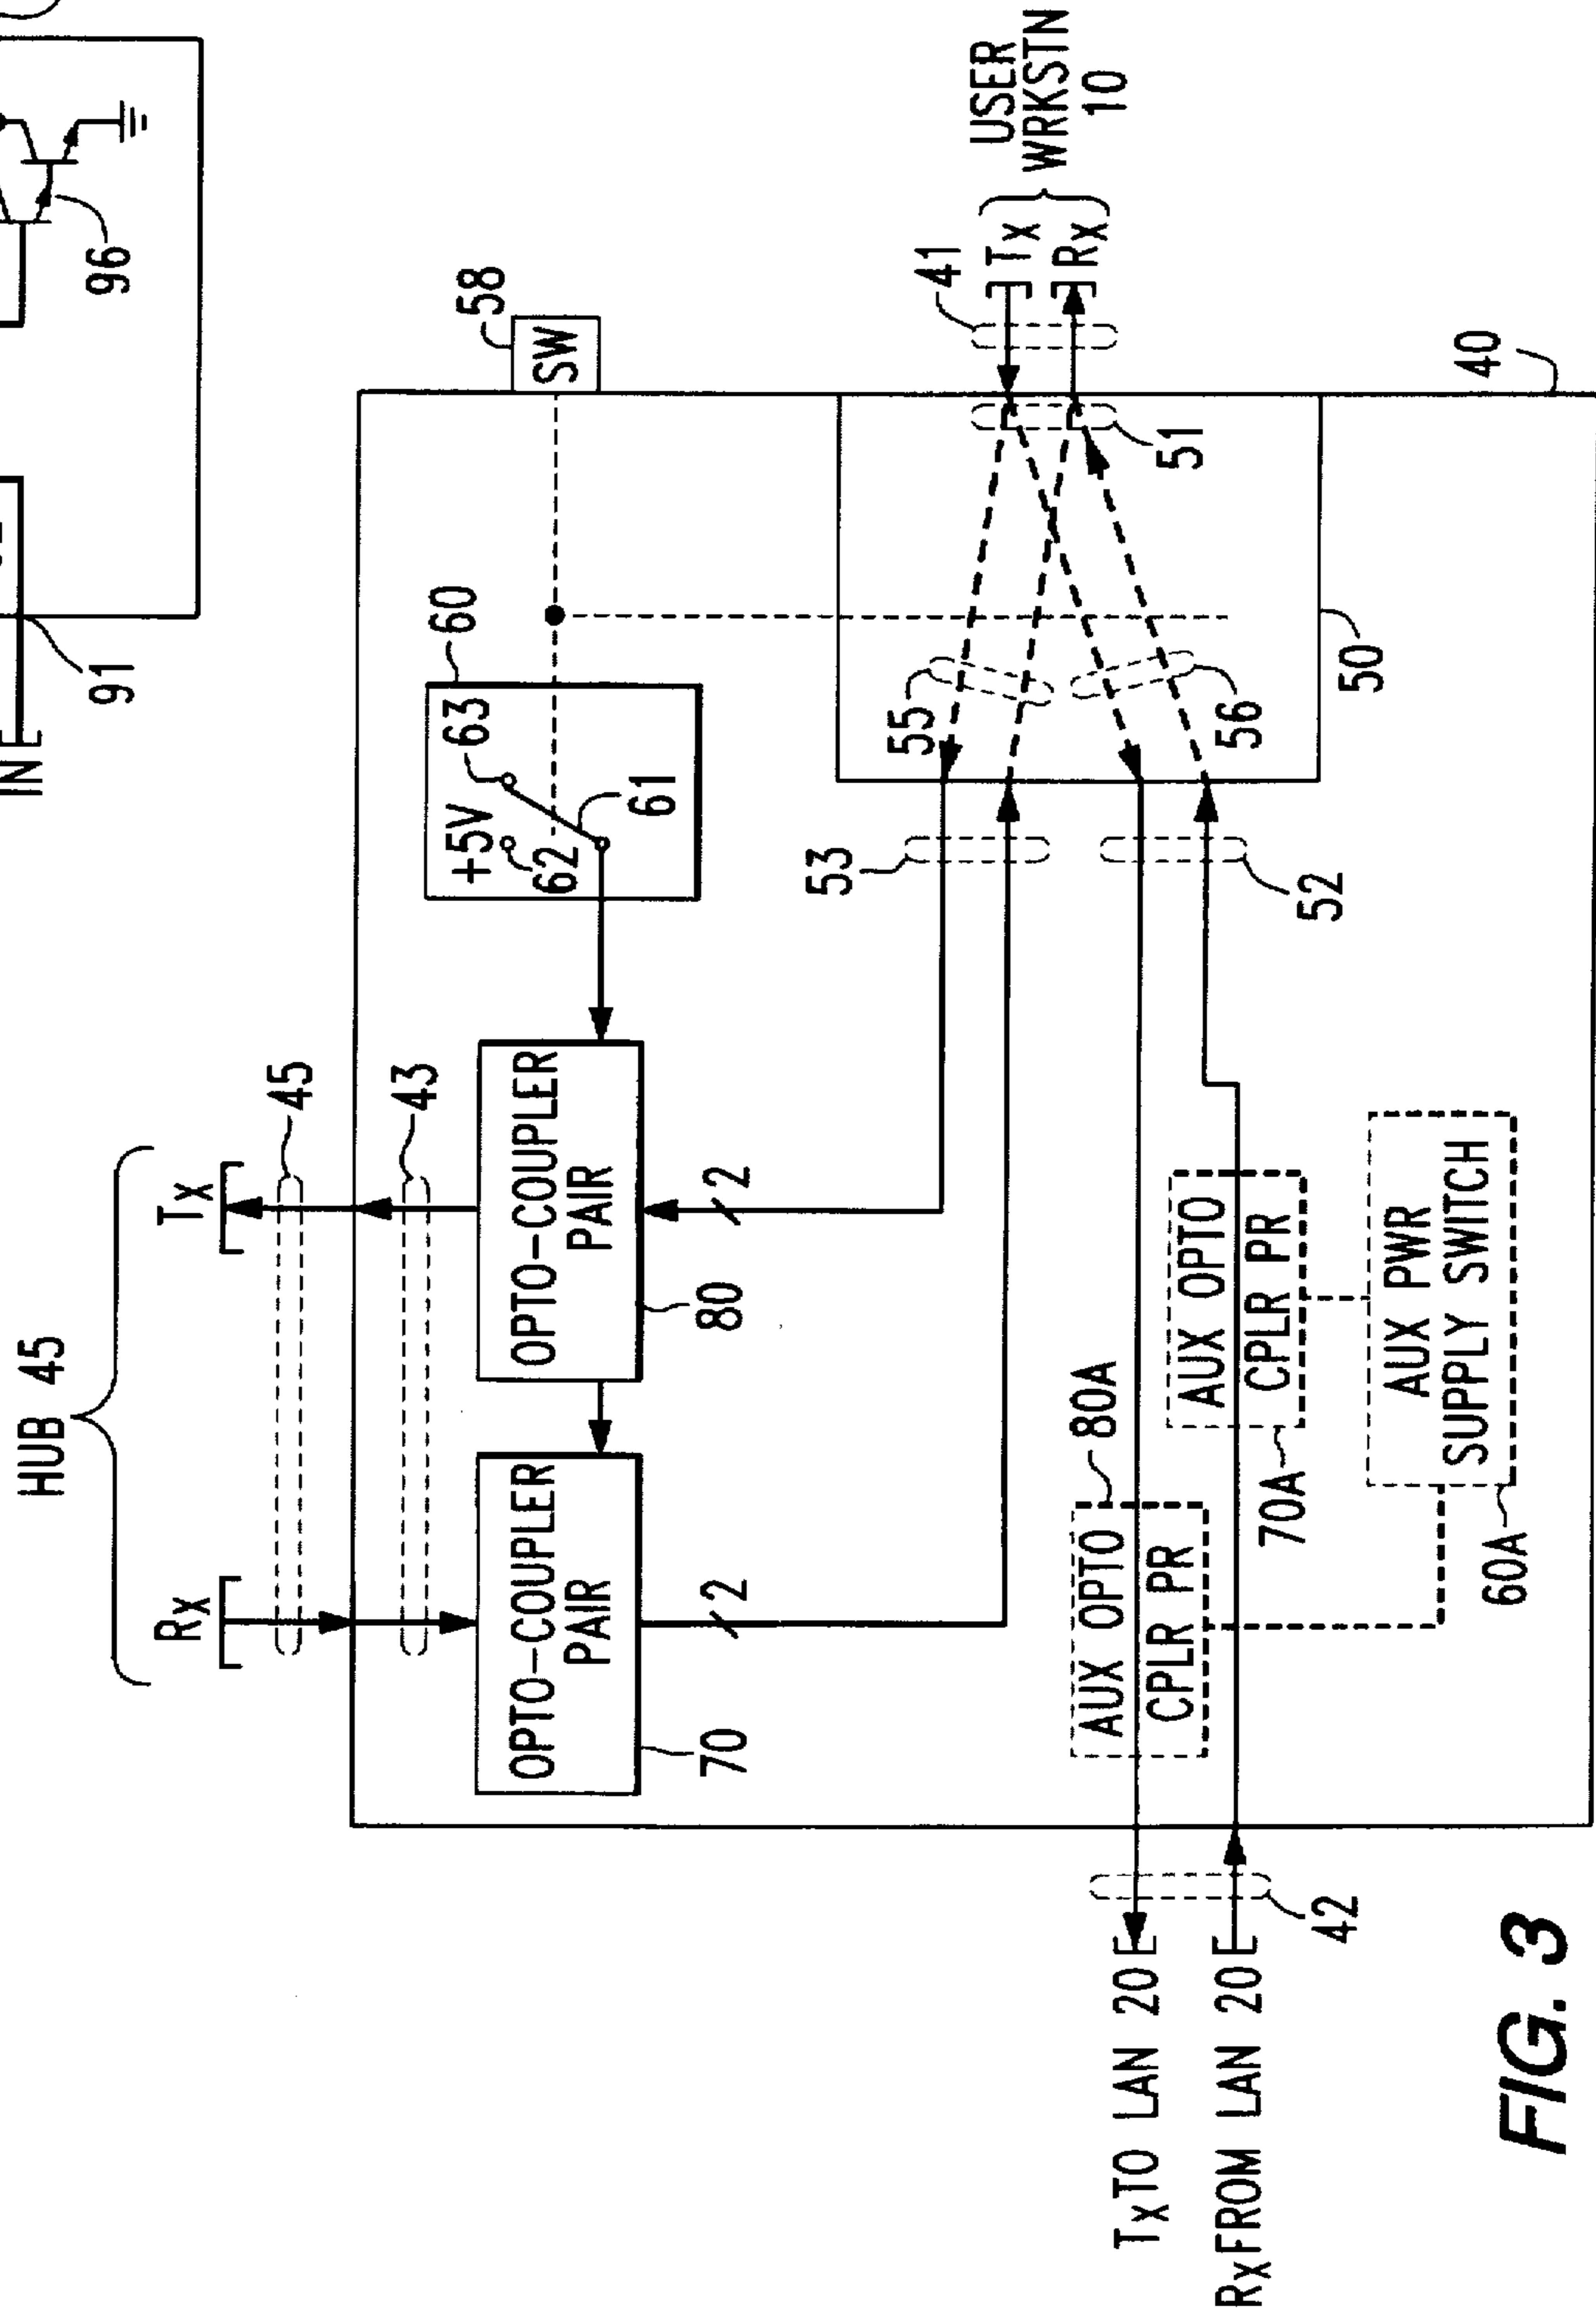 IN
91
96
HUB 45
Rx
Tx
45
43
OPTO-COUPLER
PAIR
70
OPTO-COUPLER
PAIR
80
2
2
60
+5V
62
63
61
58
SW
53
52
55
56
51
50
41
Tx
Rx
USER
WRKSTN
10
40
AUX OPTO
CPLR PR
80A
AUX OPTO
CPLR PR
70A
AUX PWR
SUPPLY SWITCH
60A
42
Tx TO LAN 20
Rx FROM LAN 20
FIG. 3